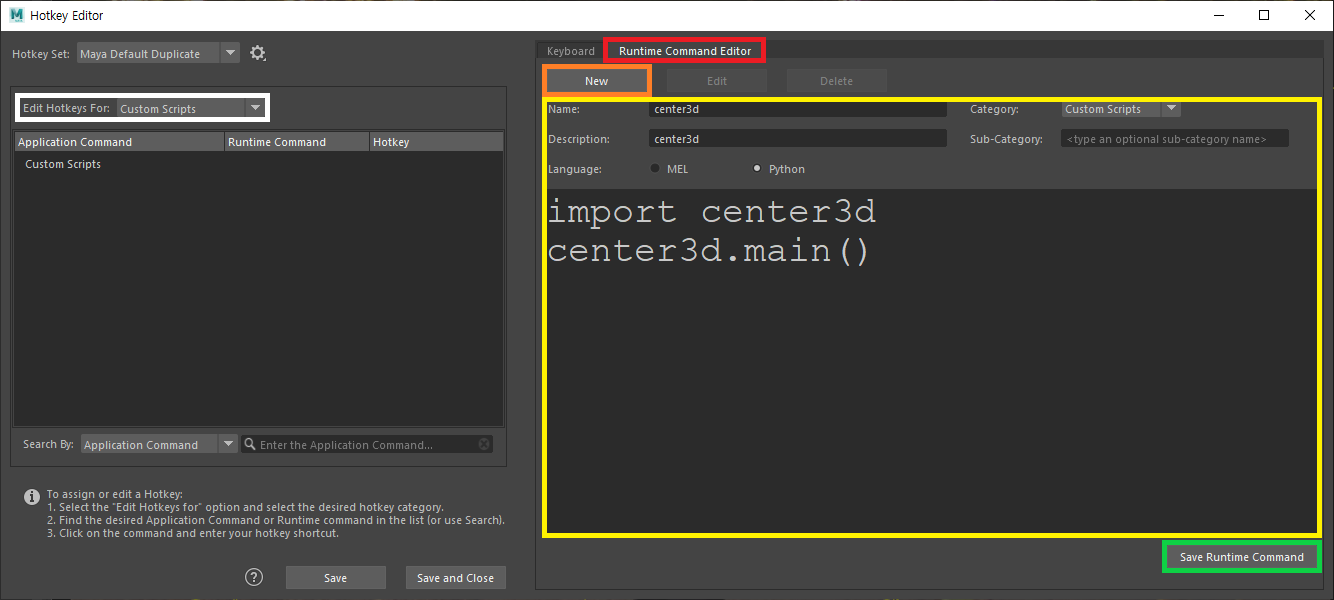 Hotkey Editor
Hotkey Set: Maya Default Duplicate
Edit Hotkeys For: Custom Scripts
Application Command Runtime Command Hotkey
Custom Scripts
Search By: Application Command Enter the Application Command...
To assign or edit a Hotkey:
1. Select the "Edit Hotkeys for" option and select the desired hotkey category.
2. Find the desired Application Command or Runtime command in the list (or use Search).
3. Click on the command and enter your hotkey shortcut.
? Save Save and Close
Keyboard Runtime Command Editor
New Edit Delete
Name: center3d Category: Custom Scripts
Description: center3d Sub-Category: <type an optional sub-category name>
Language: MEL Python
import center3d
center3d.main()
Save Runtime Command